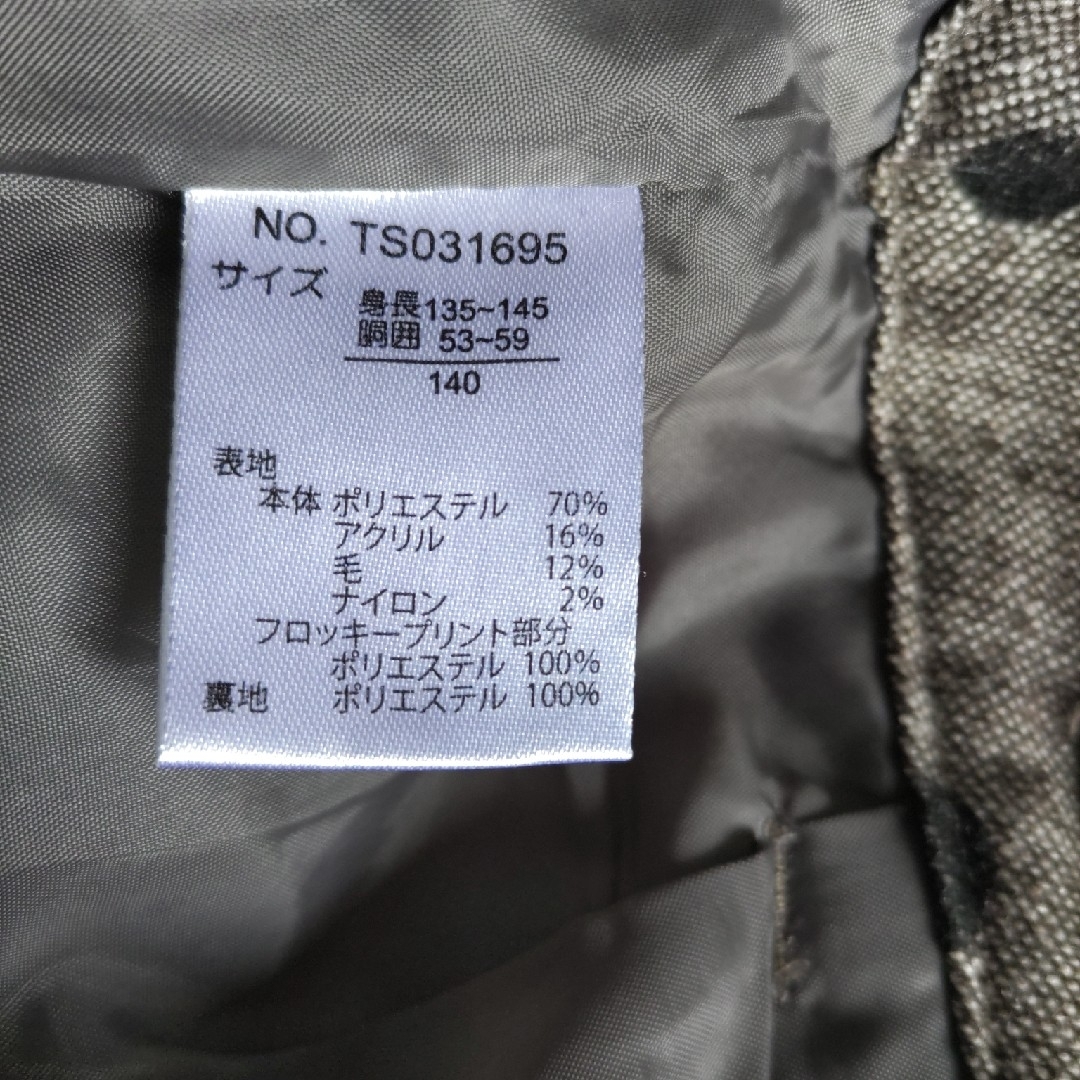 NO. TS031695
サイズ
身長135~145
胴囲 53~59
140
表地
本体 ポリエステル 70%
アクリル 16%
毛 12%
ナイロン 2%
フロッキープリント部分
ポリエステル 100%
裏地 ポリエステル 100%